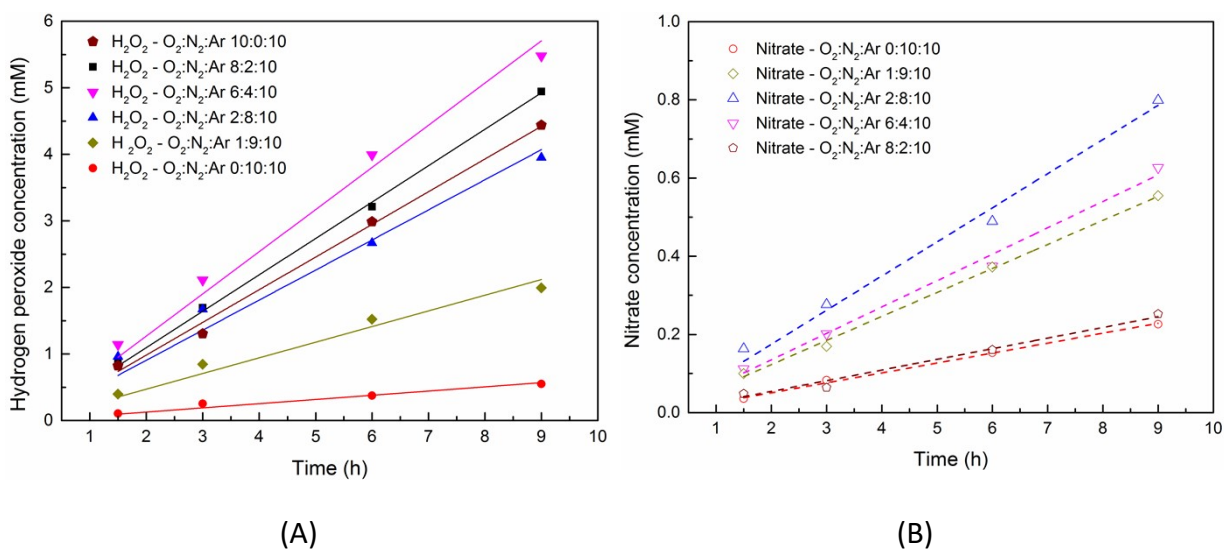 6
5
4
3
2
1
0
Hydrogen peroxide concentration (mM)
H₂O₂ - O₂:N₂:Ar 10:0:10
H₂O₂ - O₂:N₂:Ar 8:2:10
H₂O₂ - O₂:N₂:Ar 6:4:10
H₂O₂ - O₂:N₂:Ar 2:8:10
H ₂O₂ - O₂:N₂:Ar 1:9:10
H₂O₂ - O₂:N₂:Ar 0:10:10
1 2 3 4 5 6 7 8 9 10
Time (h)
(A)
1.0
0.8
0.6
0.4
0.2
0.0
Nitrate concentration (mM)
Nitrate - O₂:N₂:Ar 0:10:10
Nitrate - O₂:N₂:Ar 1:9:10
Nitrate - O₂:N₂:Ar 2:8:10
Nitrate - O₂:N₂:Ar 6:4:10
Nitrate - O₂:N₂:Ar 8:2:10
1 2 3 4 5 6 7 8 9 10
Time (h)
(B)